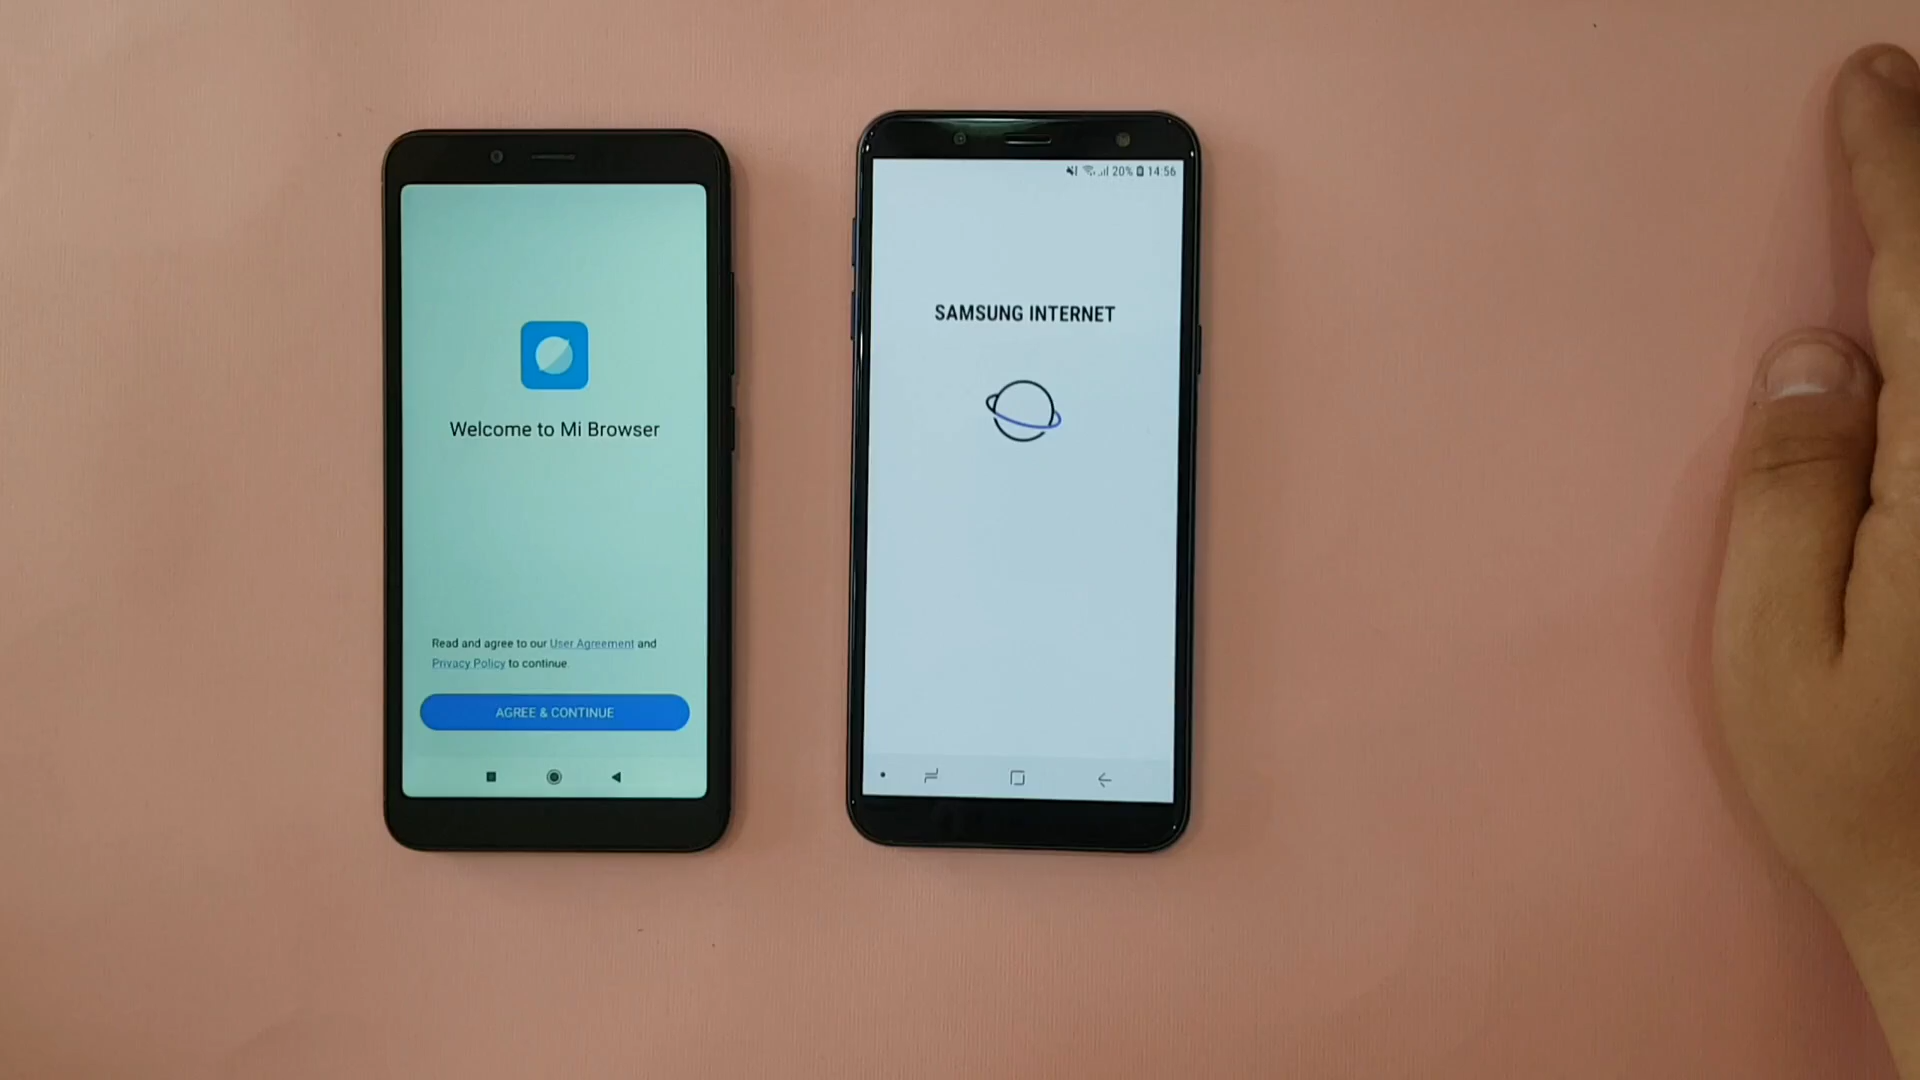 Welcome to Mi Browser
Read and agree to our User Agreement and
Privacy Policy to continue.
AGREE & CONTINUE
20% 14:56
SAMSUNG INTERNET